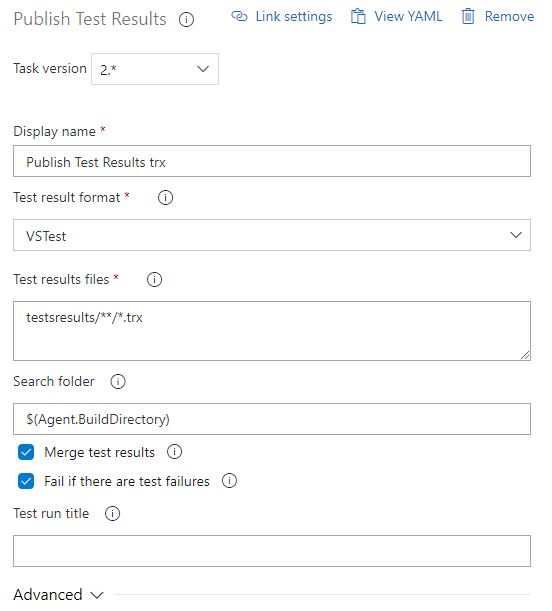 Publish Test Results Link settings View YAML Remove
Task version 2.*
Display name *
Publish Test Results trx
Test result format *
VSTest
Test results files *
testsresults/**/*.trx
Search folder
$(Agent.BuildDirectory)
Merge test results
Fail if there are test failures
Test run title
Advanced